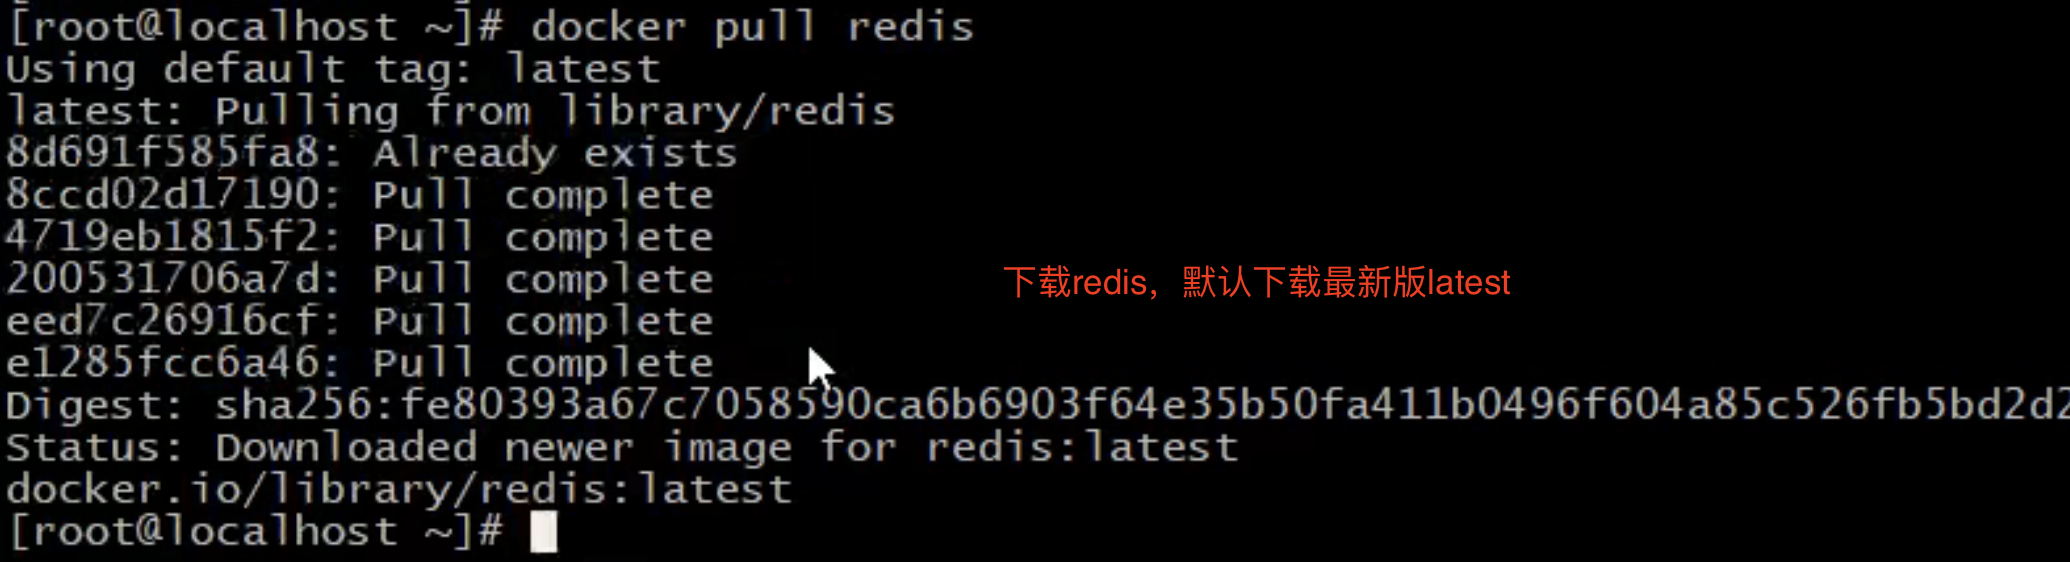 [root@localhost ~]# docker pull redis
Using default tag: latest
latest: Pulling from library/redis
8d691f585fa8: Already exists
8ccd02d17190: Pull complete
4719eb1815f2: Pull complete
200531706a7d: Pull complete
eed7c26916cf: Pull complete
e1285fcc6a46: Pull complete
下载redis，默认下载最新版latest
Digest: sha256:fe80393a67c7058590ca6b6903f64e35b50fa411b0496f604a85c526fb5bd2d2
Status: Downloaded newer image for redis:latest
docker.io/library/redis:latest
[root@localhost ~]#